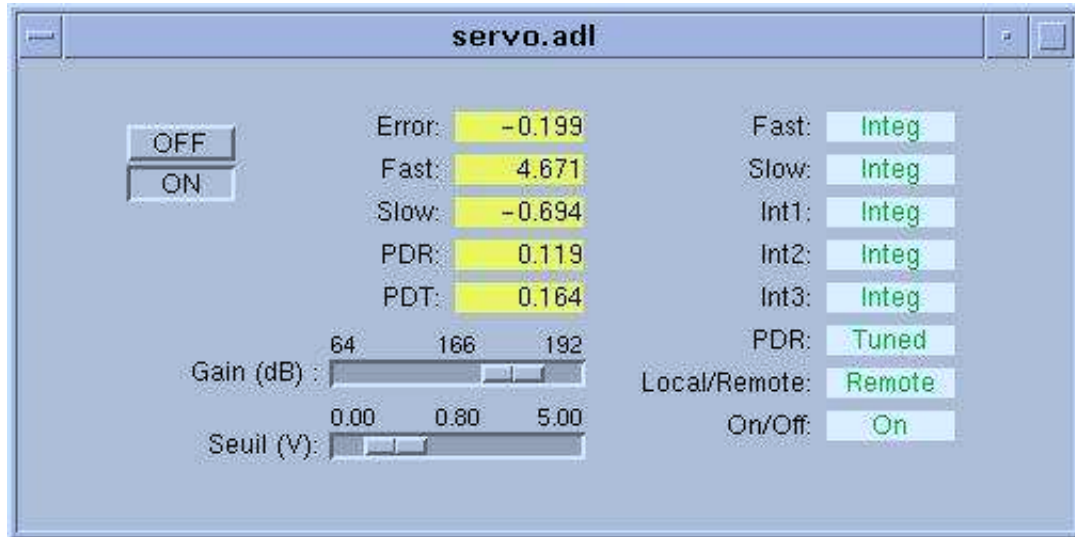 servo.adl
OFF
ON
Error: -0.199
Fast: 4.671
Slow: -0.694
PDR: 0.119
PDT: 0.164
64 166 192
Gain (dB) :
0.00 0.80 5.00
Seuil (V):
Fast: Integ
Slow: Integ
Int1: Integ
Int2: Integ
Int3: Integ
PDR: Tuned
Local/Remote: Remote
On/Off: On